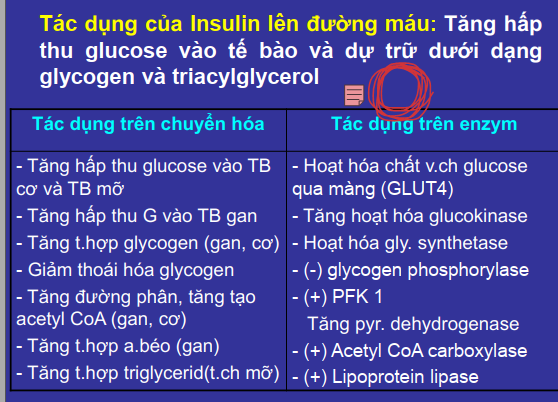 Tác dụng của Insulin lên đường máu: Tăng hấp
thu glucose vào tế bào và dự trữ dưới dạng
glycogen và triacylglycerol
Tác dụng trên chuyển hóa
- Tăng hấp thu glucose vào TB
cơ và TB mỡ
- Tăng hấp thu G vào TB gan
- Tăng t.hợp glycogen (gan, cơ)
- Giảm thoái hóa glycogen
- Tăng đường phân, tăng tạo
acetyl CoA (gan, cơ)
- Tăng t.hợp a.béo (gan)
- Tăng t.hợp triglycerid(t.ch mỡ)
Tác dụng trên enzym
- Hoạt hóa chất v.ch glucose
qua màng (GLUT4)
- Tăng hoạt hóa glucokinase
- Hoạt hóa gly. synthetase
- (-) glycogen phosphorylase
- (+) PFK 1
Tăng pyr. dehydrogenase
- (+) Acetyl CoA carboxylase
- (+) Lipoprotein lipase